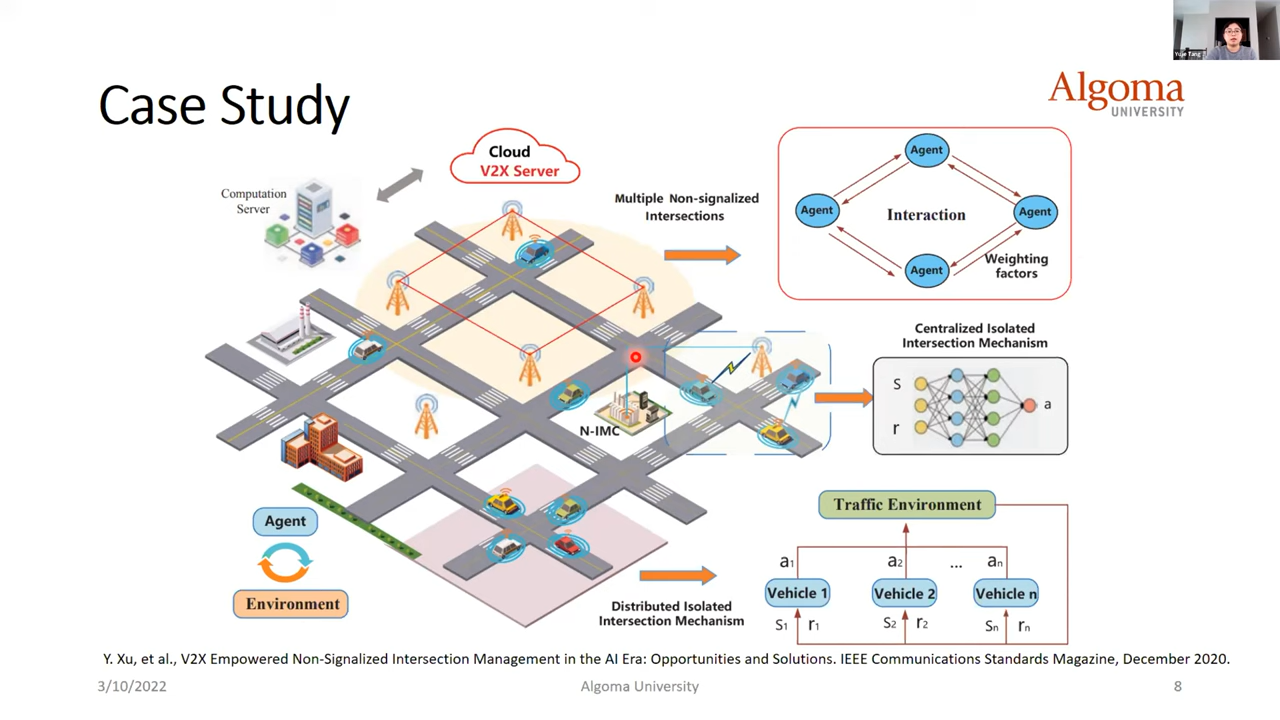 Yujie Tang
Case Study
Algoma
UNIVERSITY
Cloud
V2X Server
Computation
Server
Multiple Non-signalized
Intersections
Agent
Agent
Interaction
Agent
Agent
Weighting
factors
Centralized Isolated
Intersection Mechanism
S
r
a
N-IMC
Agent
Environment
Distributed Isolated
Intersection Mechanism
Traffic Environment
a1
a2
...
an
Vehicle 1
Vehicle 2
Vehicle n
S1
r1
S2
r2
Sn
rn
Y. Xu, et al., V2X Empowered Non-Signalized Intersection Management in the AI Era: Opportunities and Solutions. IEEE Communications Standards Magazine, December 2020.
3/10/2022
Algoma University
8